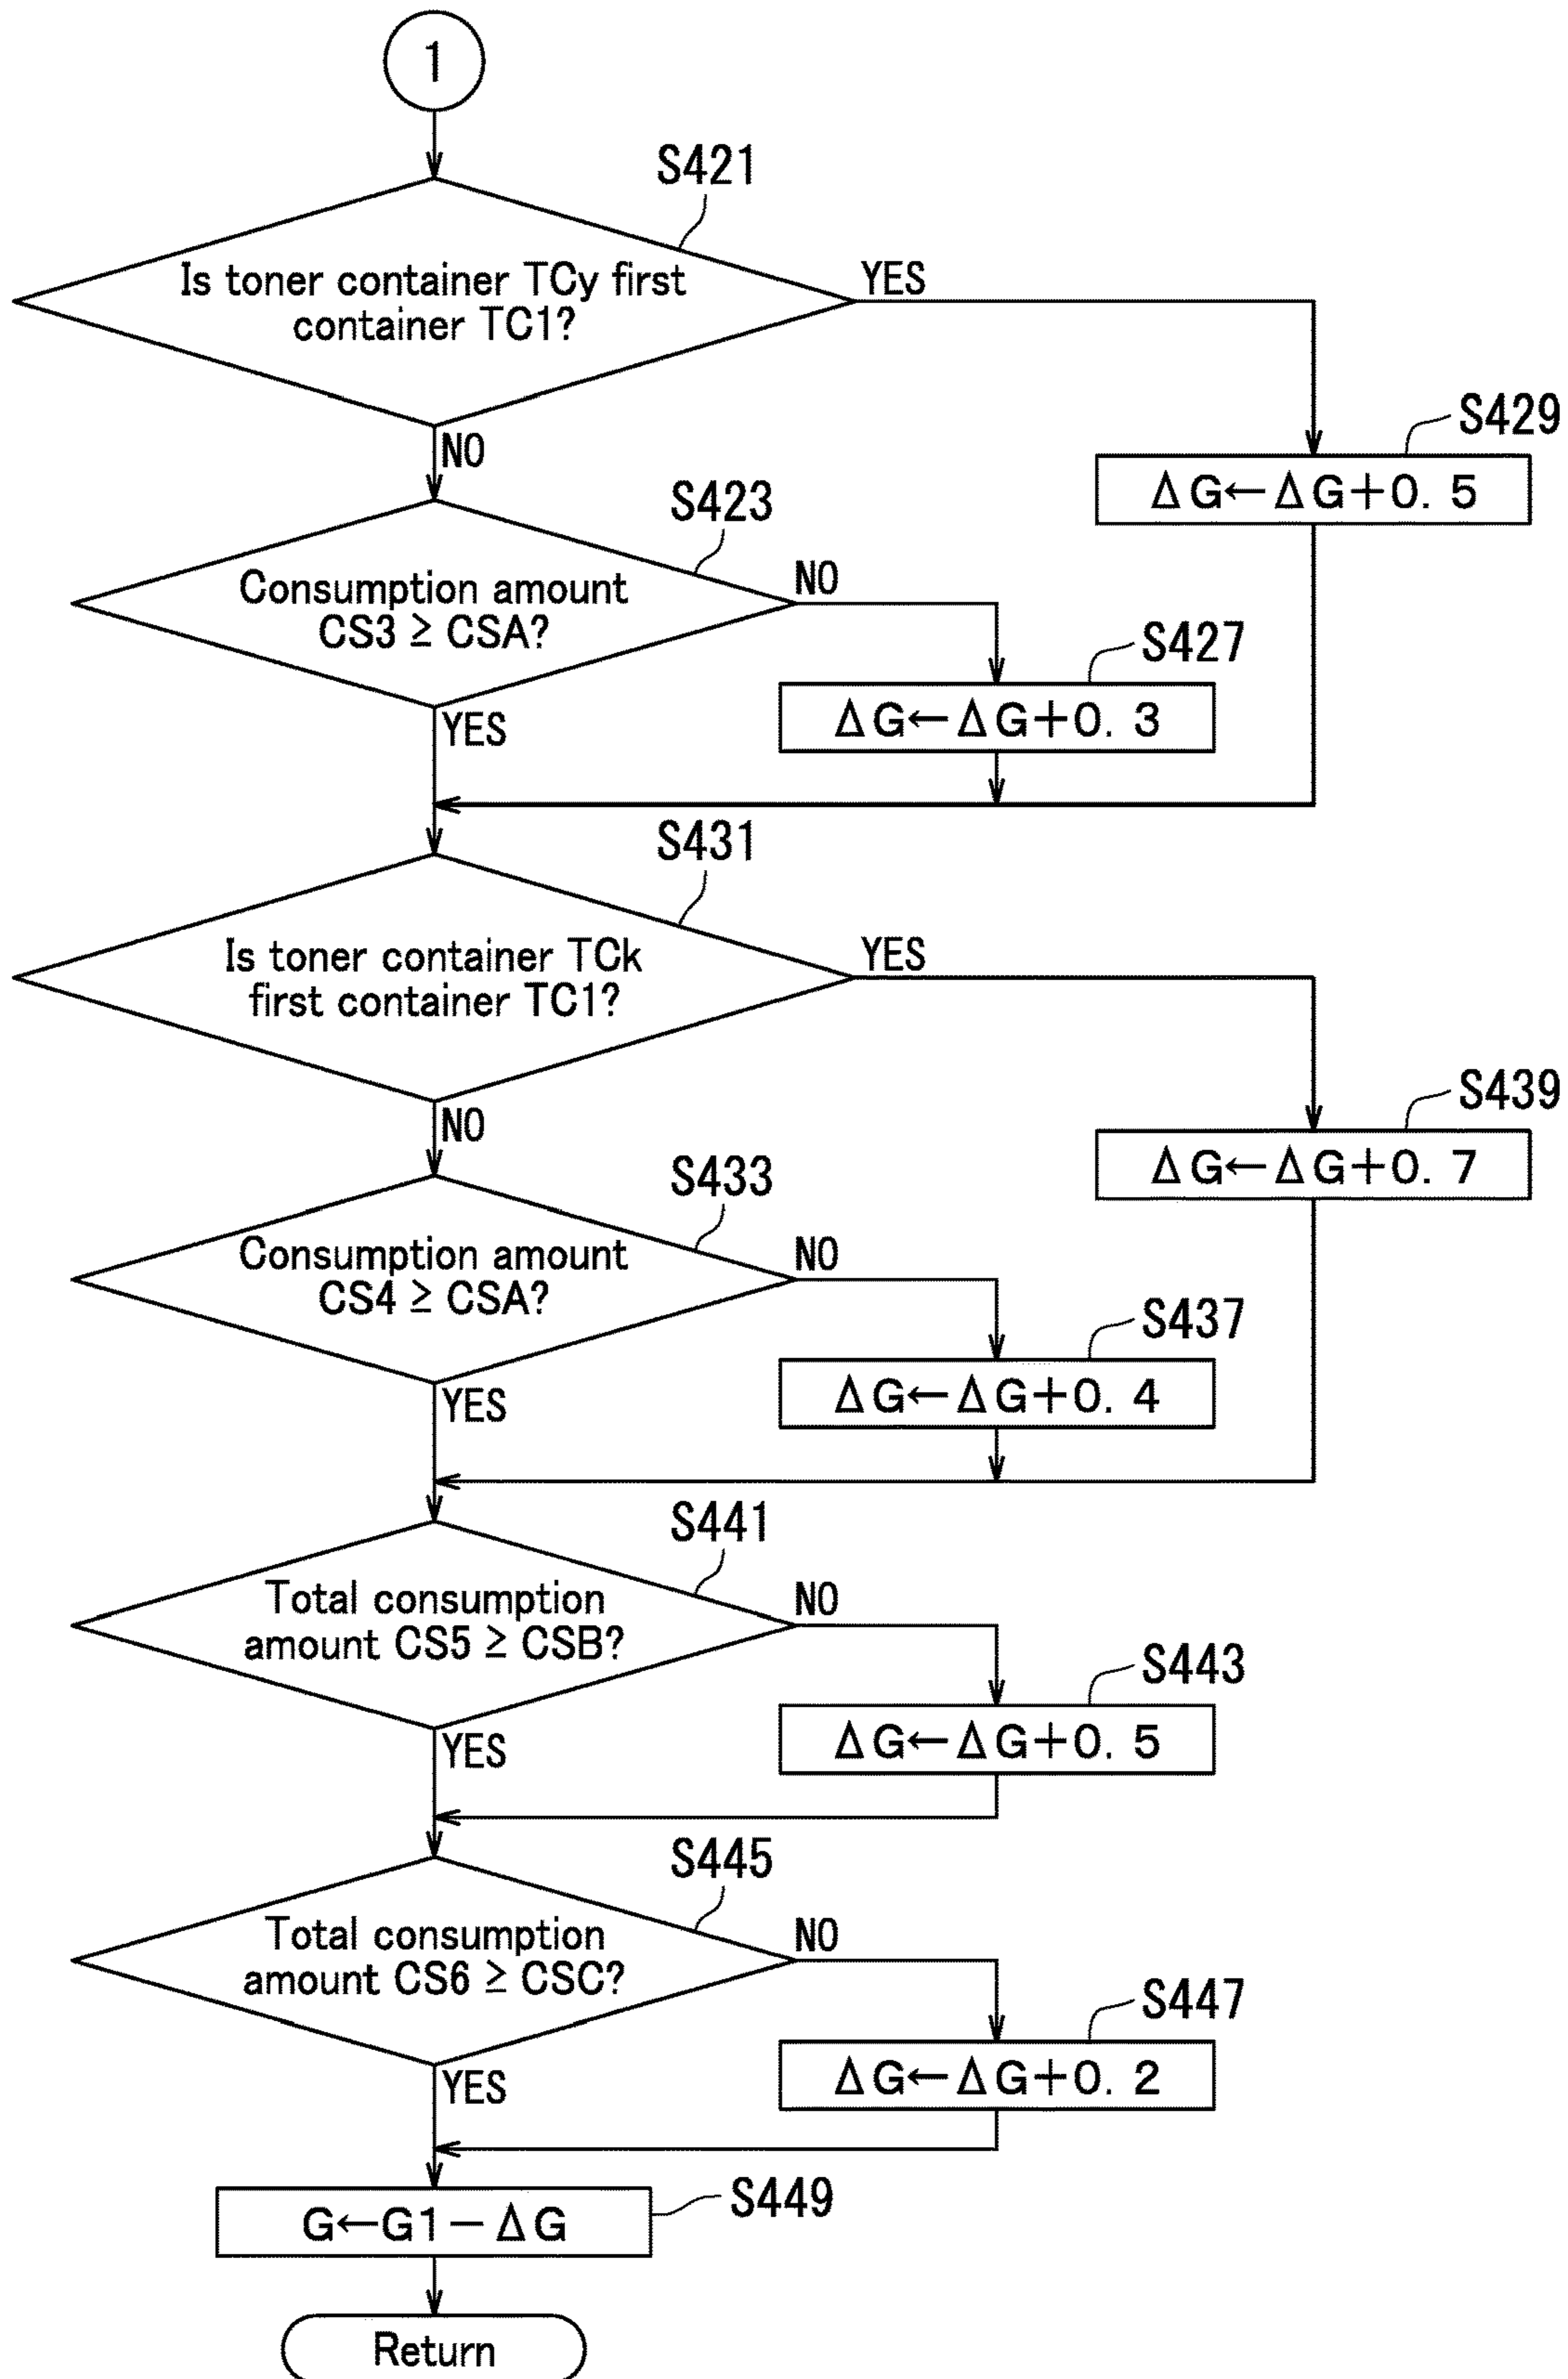 1
S421
Is toner container TCy first
container TC1?
YES
NO
S429
ΔG←ΔG+0. 5
S423
Consumption amount
CS3 ≥ CSA?
NO
YES
S427
ΔG←ΔG+0. 3
S431
Is toner container TCk
first container TC1?
YES
NO
S439
ΔG←ΔG+0. 7
S433
Consumption amount
CS4 ≥ CSA?
NO
YES
S437
ΔG←ΔG+0. 4
S441
Total consumption
amount CS5 ≥ CSB?
NO
YES
S443
ΔG←ΔG+0. 5
S445
Total consumption
amount CS6 ≥ CSC?
NO
YES
S447
ΔG←ΔG+0. 2
S449
G←G1－ΔG
Return